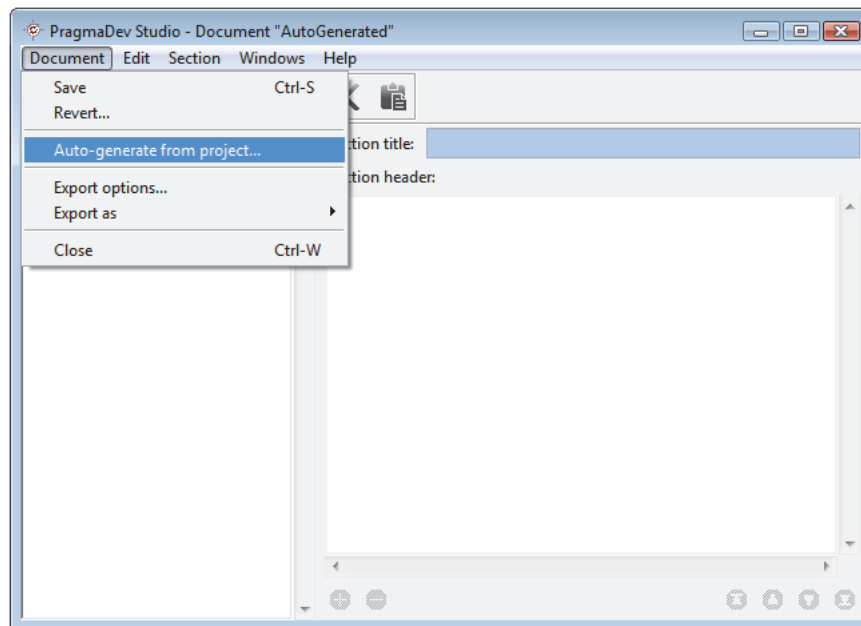 PragmaDev Studio - Document "AutoGenerated"
Document Edit Section Windows Help
Save Ctrl-S
Revert...
Auto-generate from project...
Export options...
Export as
Close Ctrl-W
ction title:
ction header: